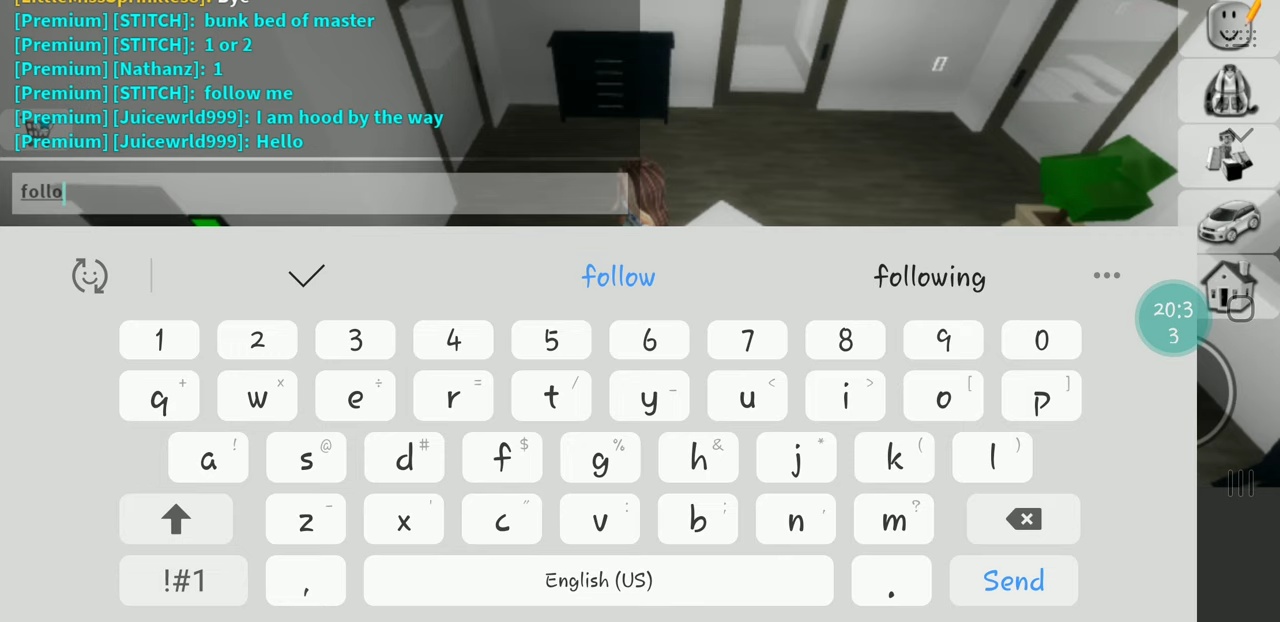 Bye
[Premium] [STITCH]: bunk bed of master
[Premium] [STITCH]: 1 or 2
[Premium] [Nathanz]: 1
[Premium] [STITCH]: follow me
[Premium] [Juicewrld999]: I am hood by the way
[Premium] [Juicewrld999]: Hello
follo
follow following
20:3
3
1 2 3 4 5 6 7 8 9 0
q + w × e ÷ r = t / y _ u < i > o [ p ]
a ! s @ d # f $ g % h & j * k ( l )
z - x ' c " v : b ; n , m ?
!#1 , English (US) . Send